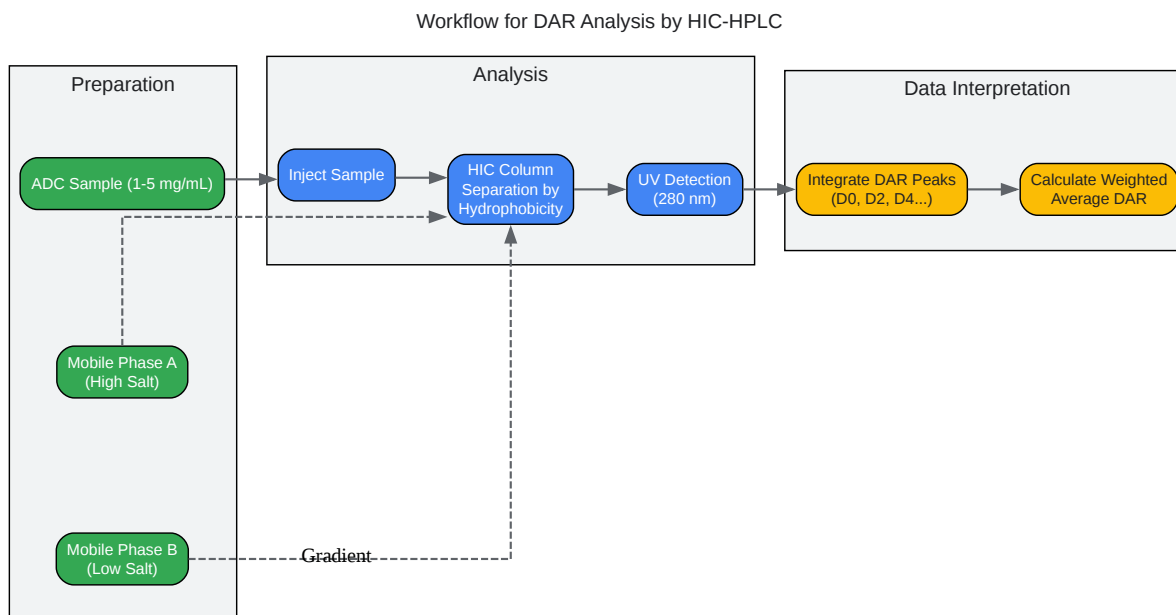 Workflow for DAR Analysis by HIC-HPLC
Preparation
ADC Sample (1-5 mg/mL)
Mobile Phase A
(High Salt)
Mobile Phase B
(Low Salt)
Gradient
Analysis
Inject Sample
HIC Column
Separation by
Hydrophobicity
UV Detection
(280 nm)
Data Interpretation
Integrate DAR Peaks
(D0, D2, D4...)
Calculate Weighted
Average DAR